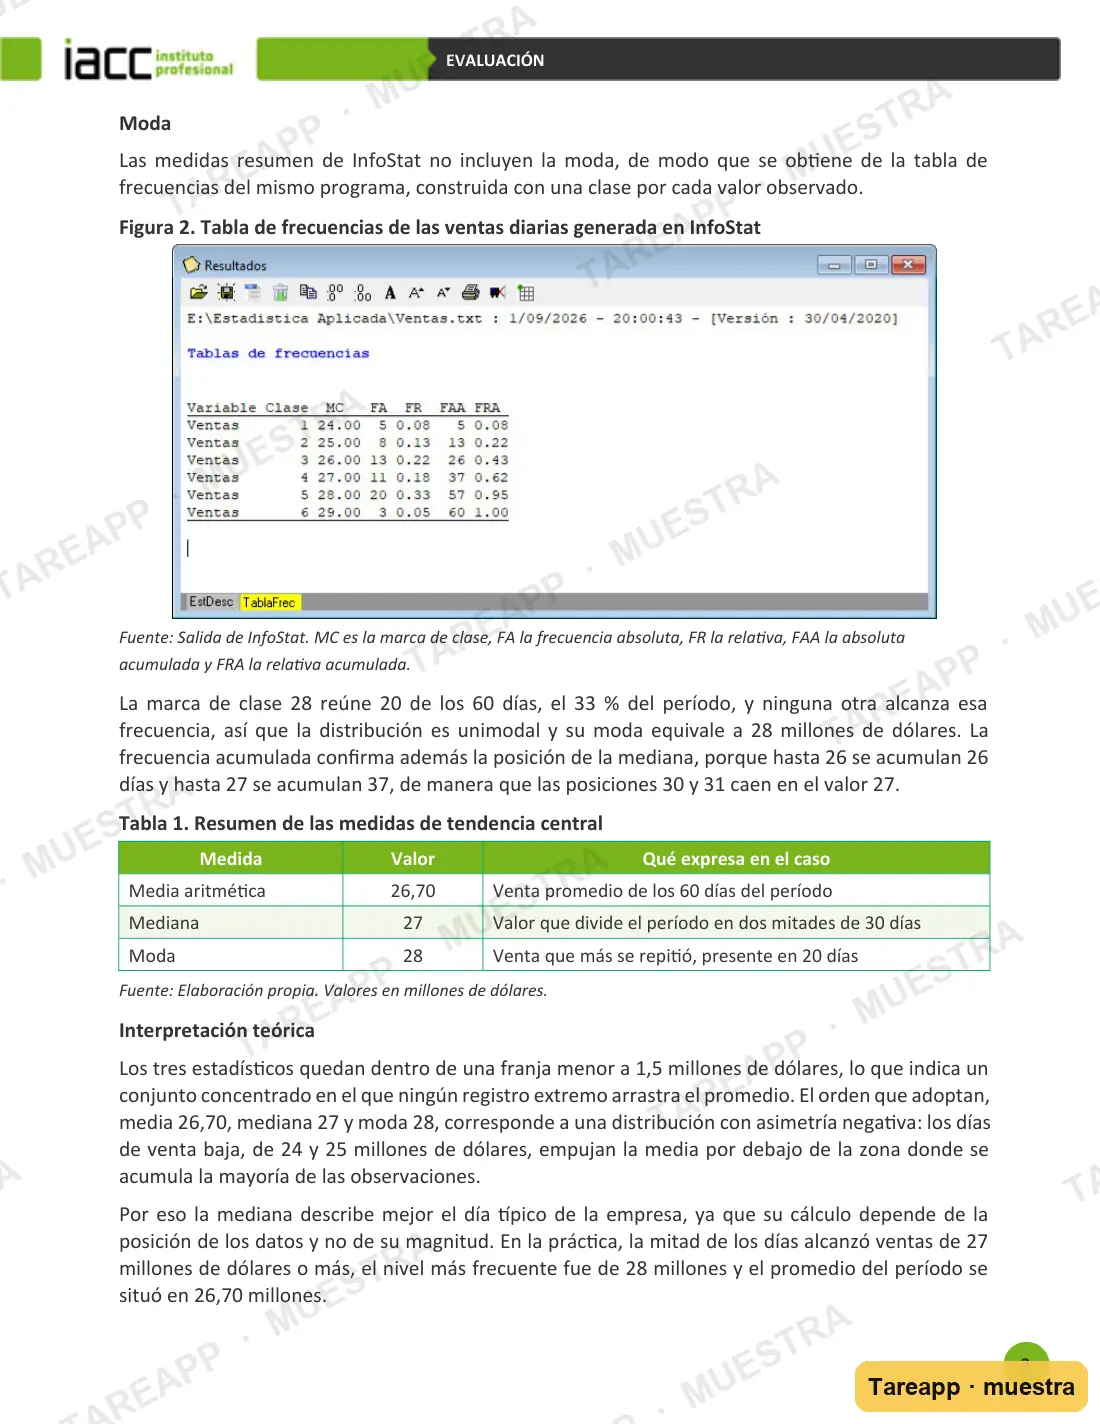 iacc instituto profesional
EVALUACIÓN
Moda
Las medidas resumen de InfoStat no incluyen la moda, de modo que se obtiene de la tabla de
frecuencias del mismo programa, construida con una clase por cada valor observado.
Figura 2. Tabla de frecuencias de las ventas diarias generada en InfoStat
Resultados
E:\Estadistica Aplicada\Ventas.txt : 1/09/2026 - 20:00:43 - [Versión : 30/04/2020]
Tablas de frecuencias
Variable Clase MC FA FR FAA FRA
Ventas 1 24.00 5 0.08 5 0.08
Ventas 2 25.00 8 0.13 13 0.22
Ventas 3 26.00 13 0.22 26 0.43
Ventas 4 27.00 11 0.18 37 0.62
Ventas 5 28.00 20 0.33 57 0.95
Ventas 6 29.00 3 0.05 60 1.00
EstDesc TablaFrec
Fuente: Salida de InfoStat. MC es la marca de clase, FA la frecuencia absoluta, FR la relativa, FAA la absoluta
acumulada y FRA la relativa acumulada.
La marca de clase 28 reúne 20 de los 60 días, el 33 % del período, y ninguna otra alcanza esa
frecuencia, así que la distribución es unimodal y su moda equivale a 28 millones de dólares. La
frecuencia acumulada confirma además la posición de la mediana, porque hasta 26 se acumulan 26
días y hasta 27 se acumulan 37, de manera que las posiciones 30 y 31 caen en el valor 27.
Tabla 1. Resumen de las medidas de tendencia central
Medida Valor Qué expresa en el caso
Media aritmética 26,70 Venta promedio de los 60 días del período
Mediana 27 Valor que divide el período en dos mitades de 30 días
Moda 28 Venta que más se repitió, presente en 20 días
Fuente: Elaboración propia. Valores en millones de dólares.
Interpretación teórica
Los tres estadísticos quedan dentro de una franja menor a 1,5 millones de dólares, lo que indica un
conjunto concentrado en el que ningún registro extremo arrastra el promedio. El orden que adoptan,
media 26,70, mediana 27 y moda 28, corresponde a una distribución con asimetría negativa: los días
de venta baja, de 24 y 25 millones de dólares, empujan la media por debajo de la zona donde se
acumula la mayoría de las observaciones.
Por eso la mediana describe mejor el día típico de la empresa, ya que su cálculo depende de la
posición de los datos y no de su magnitud. En la práctica, la mitad de los días alcanzó ventas de 27
millones de dólares o más, el nivel más frecuente fue de 28 millones y el promedio del período se
situó en 26,70 millones.
Tareapp · muestra
TAREAPP · MUESTRA